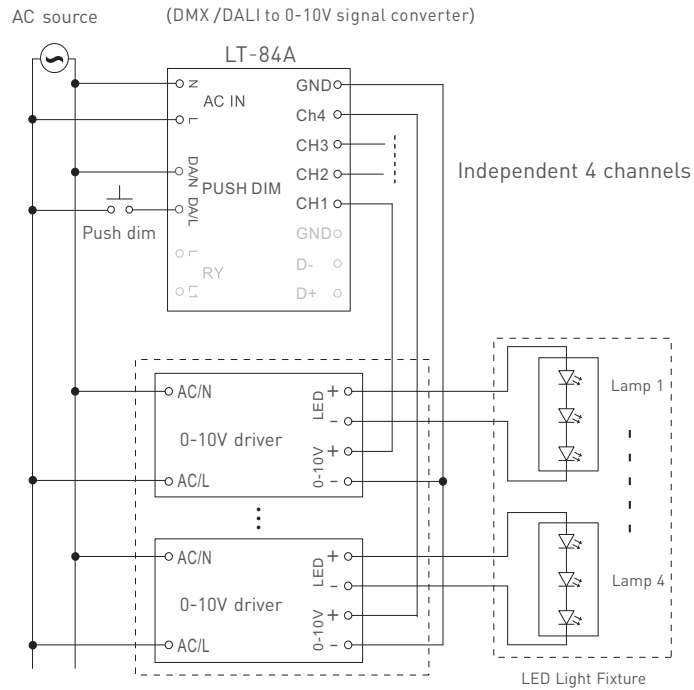 AC source
(DMX /DALI to 0-10V signal converter)
LT-84A
N
AC IN
L
GND
Ch4
CH3
CH2
CH1
DA/N
PUSH DIM
DA/L
Push dim
Independent 4 channels
L
RY
L1
GND
D-
D+
AC/N
0-10V driver
AC/L
LED
+
-
0-10V
+
-
Lamp 1
AC/N
0-10V driver
AC/L
LED
+
-
0-10V
+
-
Lamp 4
LED Light Fixture